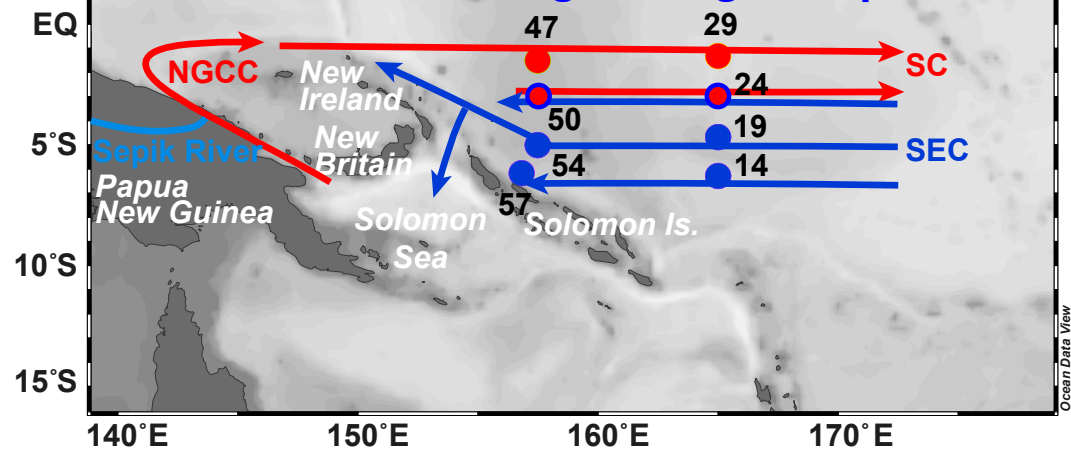 EQ
47
29
SC
NGCC
New
Ireland
24
50
5°S
New
Britain
19
SEC
Sepik River
54
14
Papua
New Guinea
57
Solomon
Sea
Solomon Is.
10°S
15°S
140°E
150°E
160°E
170°E
Ocean Data View